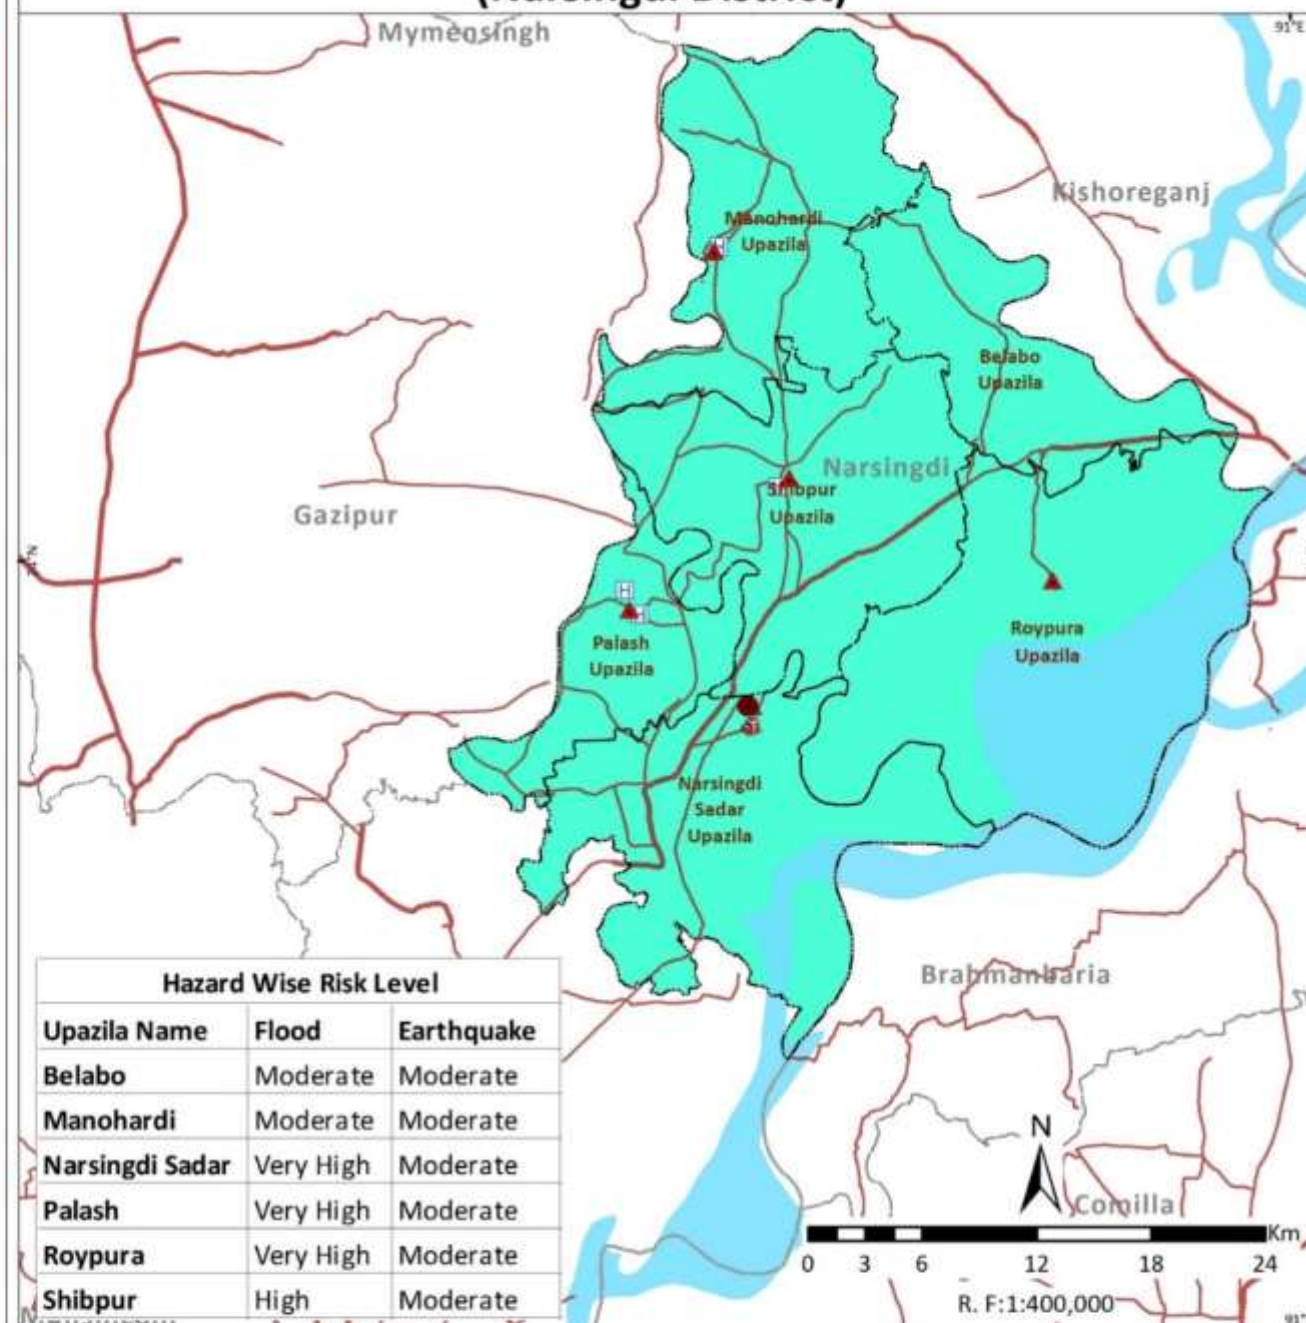 (Narsingdi District)
Mymensingh
91°E
Kishoreganj
Manohardi
Upazila
H
Belabo
Upazila
Narsingdi
Shibpur
Upazila
Gazipur
H
H
Palash
Upazila
Roypura
Upazila
Narsingdi
Sadar
Upazila
Brahmanbaria
Hazard Wise Risk Level
Upazila Name Flood Earthquake
Belabo Moderate Moderate
Manohardi Moderate Moderate
Narsingdi Sadar Very High Moderate
Palash Very High Moderate
Roypura Very High Moderate
Shibpur High Moderate
N
Comilla
Km
0 3 6 12 18 24
R. F:1:400,000